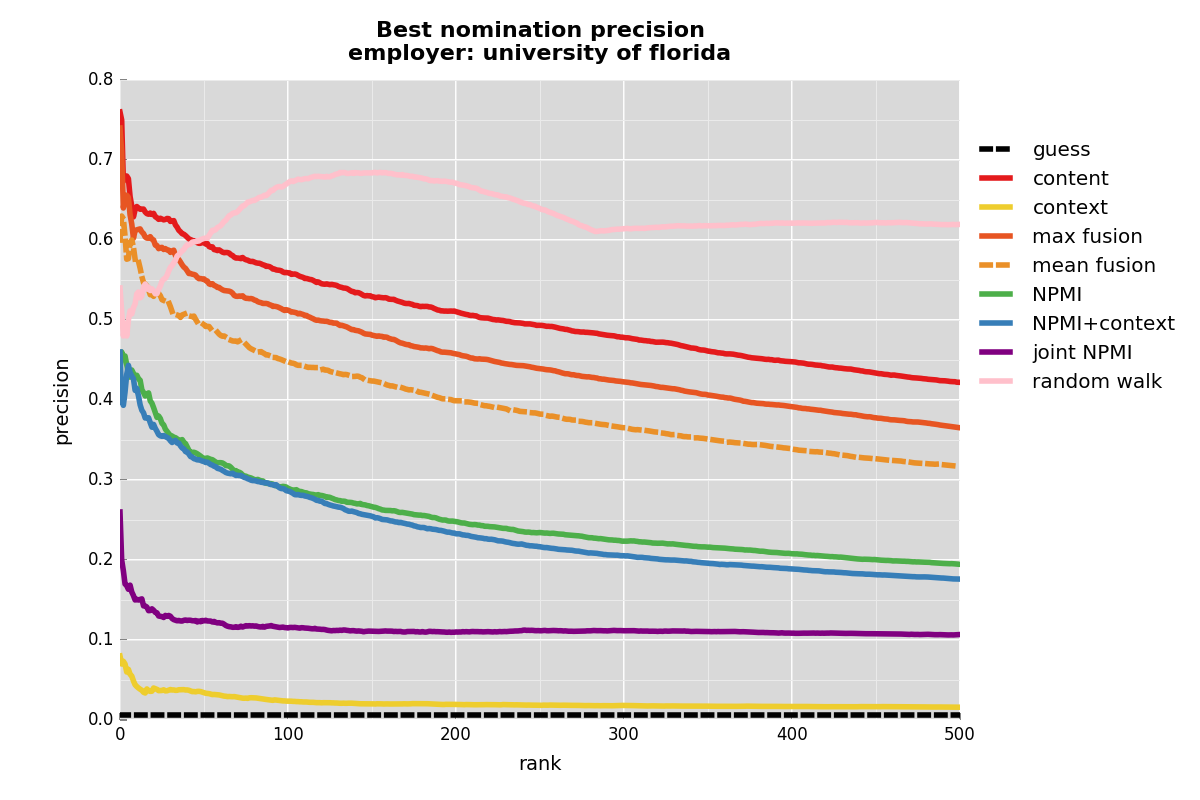 Best nomination precision
employer: university of florida
precision
0.8
0.7
0.6
0.5
0.4
0.3
0.2
0.1
0.0
0
100
200
300
400
500
rank
guess
content
context
max fusion
mean fusion
NPMI
NPMI+context
joint NPMI
random walk